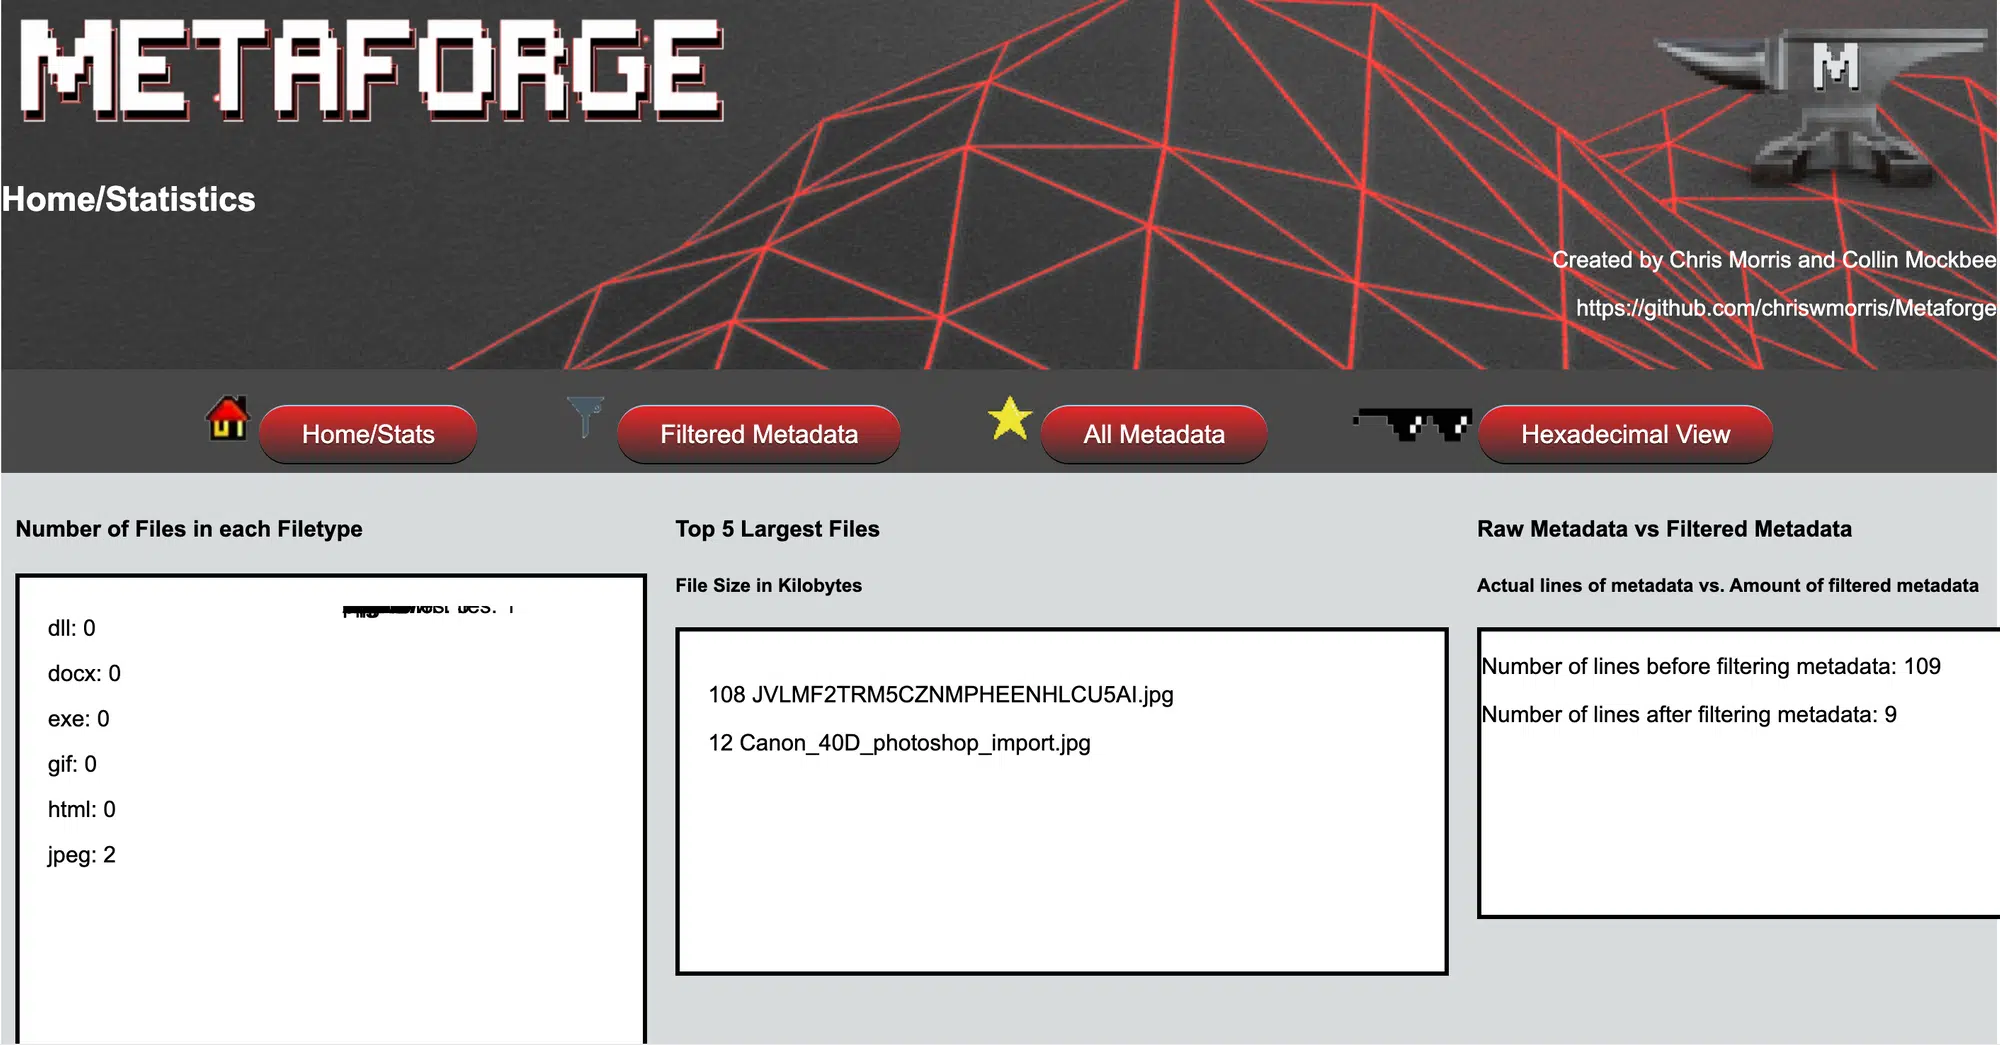 METAFORGE
M
Home/Statistics
Created by Chris Morris and Collin Mockbee
https://github.com/chriswmorris/Metaforge
Home/Stats
Filtered Metadata
All Metadata
Hexadecimal View
Number of Files in each Filetype
dll: 0
docx: 0
exe: 0
gif: 0
html: 0
jpeg: 2
Top 5 Largest Files
File Size in Kilobytes
108 JVLMF2TRM5CZNMPHEENHLCU5AI.jpg
12 Canon_40D_photoshop_import.jpg
Raw Metadata vs Filtered Metadata
Actual lines of metadata vs. Amount of filtered metadata
Number of lines before filtering metadata: 109
Number of lines after filtering metadata: 9